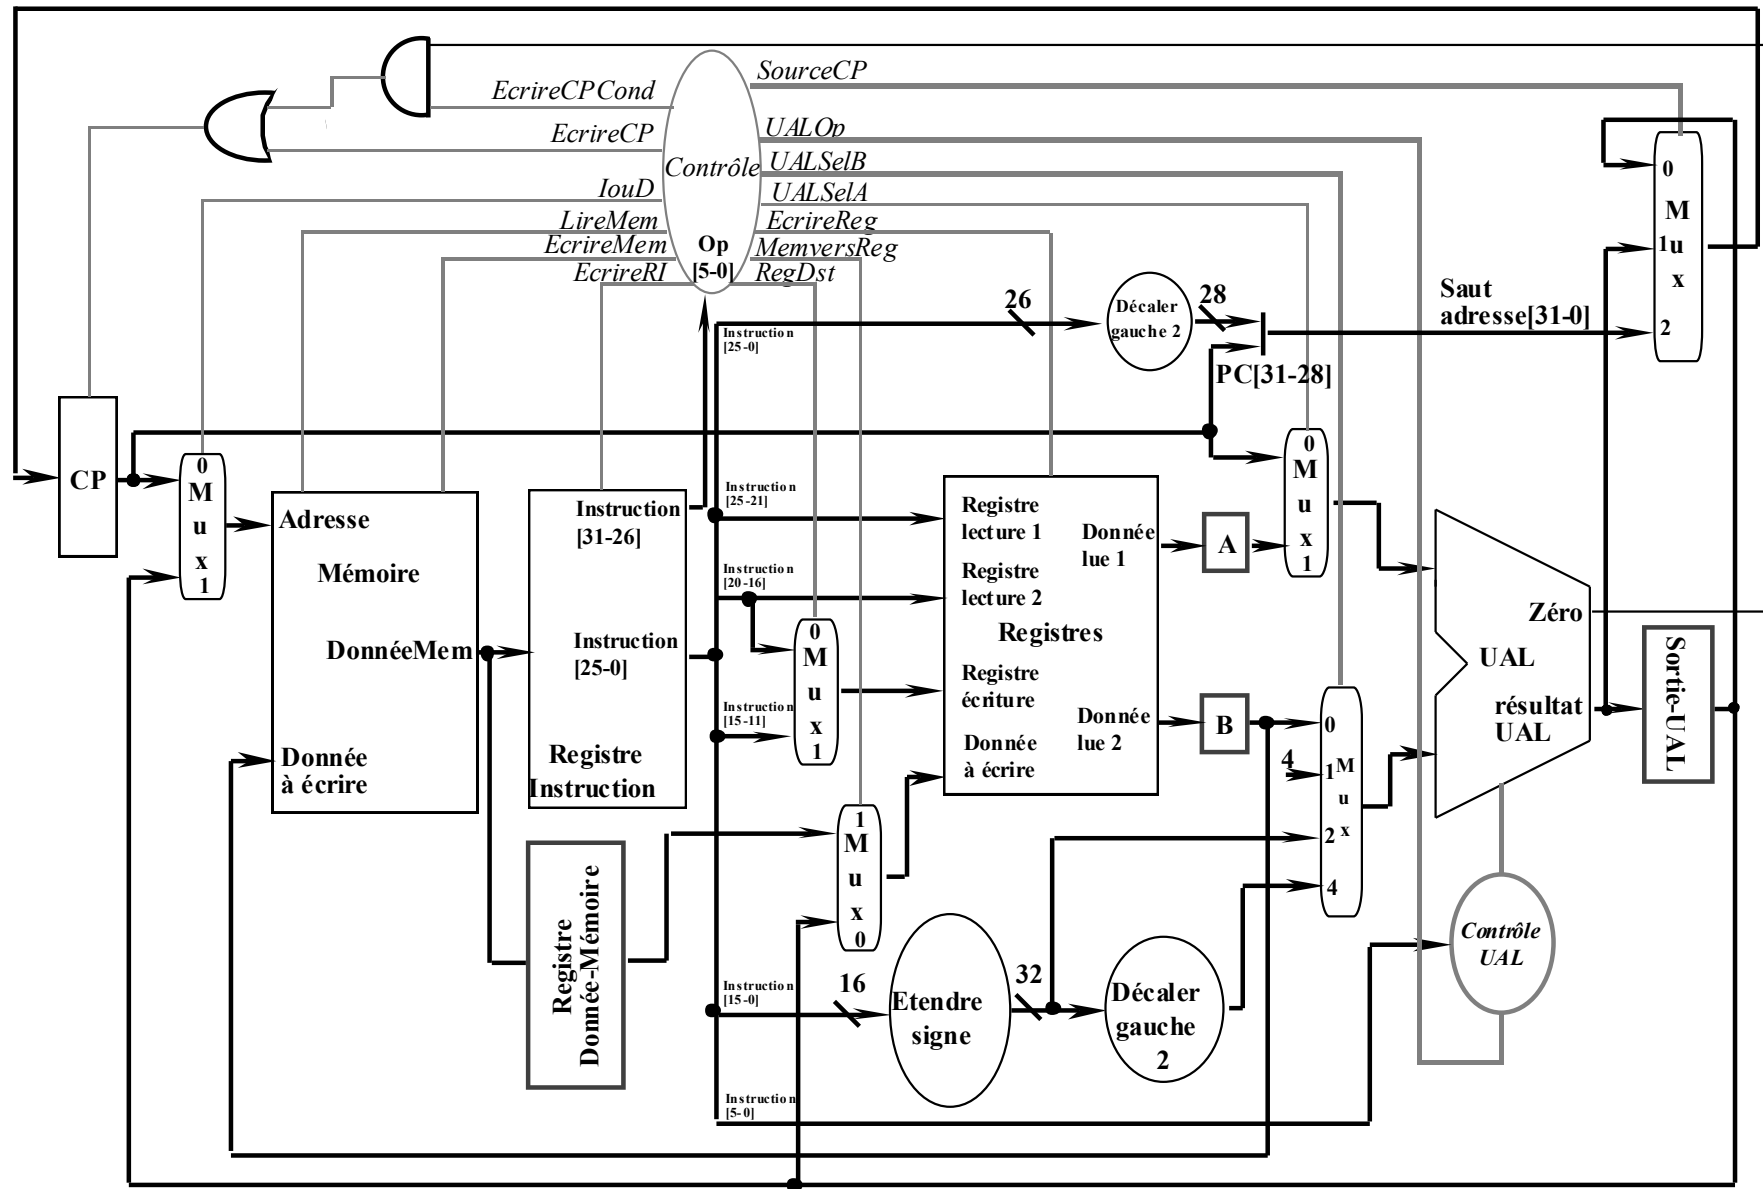 SourceCP
EcrireCPCond
EcrireCP
UALOp
Contrôle
UALSelB
IouD
UALSelA
LireMem
EcrireReg
EcrireMem
Op
MemversReg
EcrireRI
[5-0]
RegDst
0
M
1u
x
2
26
Décaler
gauche 2
28
Saut
adresse[31-0]
Instruction
[25-0]
PC[31-28]
CP
0
M
u
x
1
Adresse
Mémoire
DonnéeMem
Donnée
à écrire
Instruction
[31-26]
Instruction
[25-0]
Registre
Instruction
Registre
Donnée-Mémoire
Instruction
[25-21]
Instruction
[20-16]
Instruction
[15-11]
Instruction
[15-0]
Instruction
[5-0]
0
M
u
x
1
1
M
u
x
0
Registre
lecture 1
Donnée
lue 1
Registre
lecture 2
Registres
Registre
écriture
Donnée
lue 2
Donnée
à écrire
A
B
0
M
u
x
1
0
4
1
M
u
x
2
4
Zéro
UAL
résultat
UAL
Sortie-UAL
Contrôle
UAL
16
Etendre
signe
32
Décaler
gauche
2